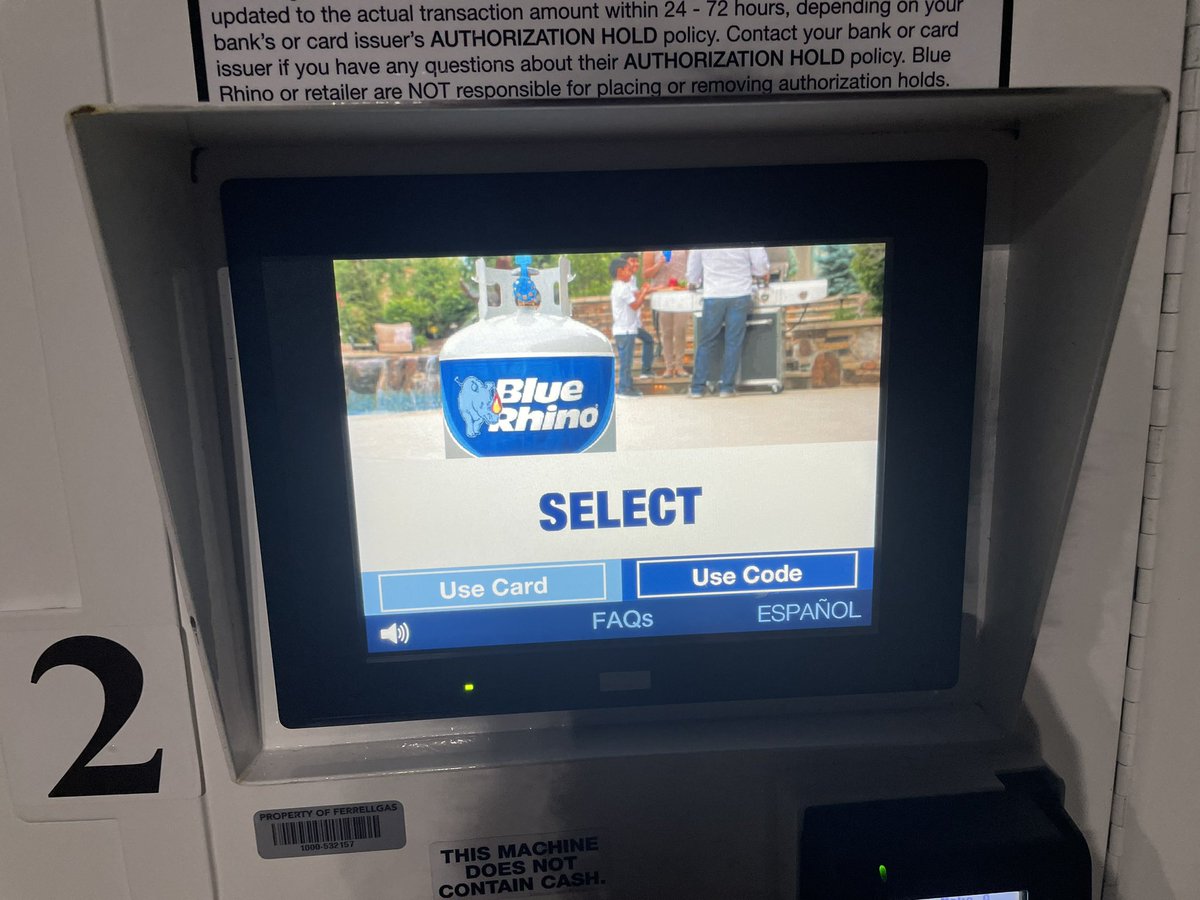 updated to the actual transaction amount within 24 - 72 hours, depending on your
bank's or card issuer's AUTHORIZATION HOLD policy. Contact your bank or card
issuer if you have any questions about their AUTHORIZATION HOLD policy. Blue
Rhino or retailer are NOT responsible for placing or removing authorization holds.
Blue
Rhino
SELECT
Use Card
Use Code
FAQs
ESPAÑOL
2
PROPERTY OF FERRELLGAS
1000-532157
THIS MACHINE
DOES NOT
CONTAIN CASH.